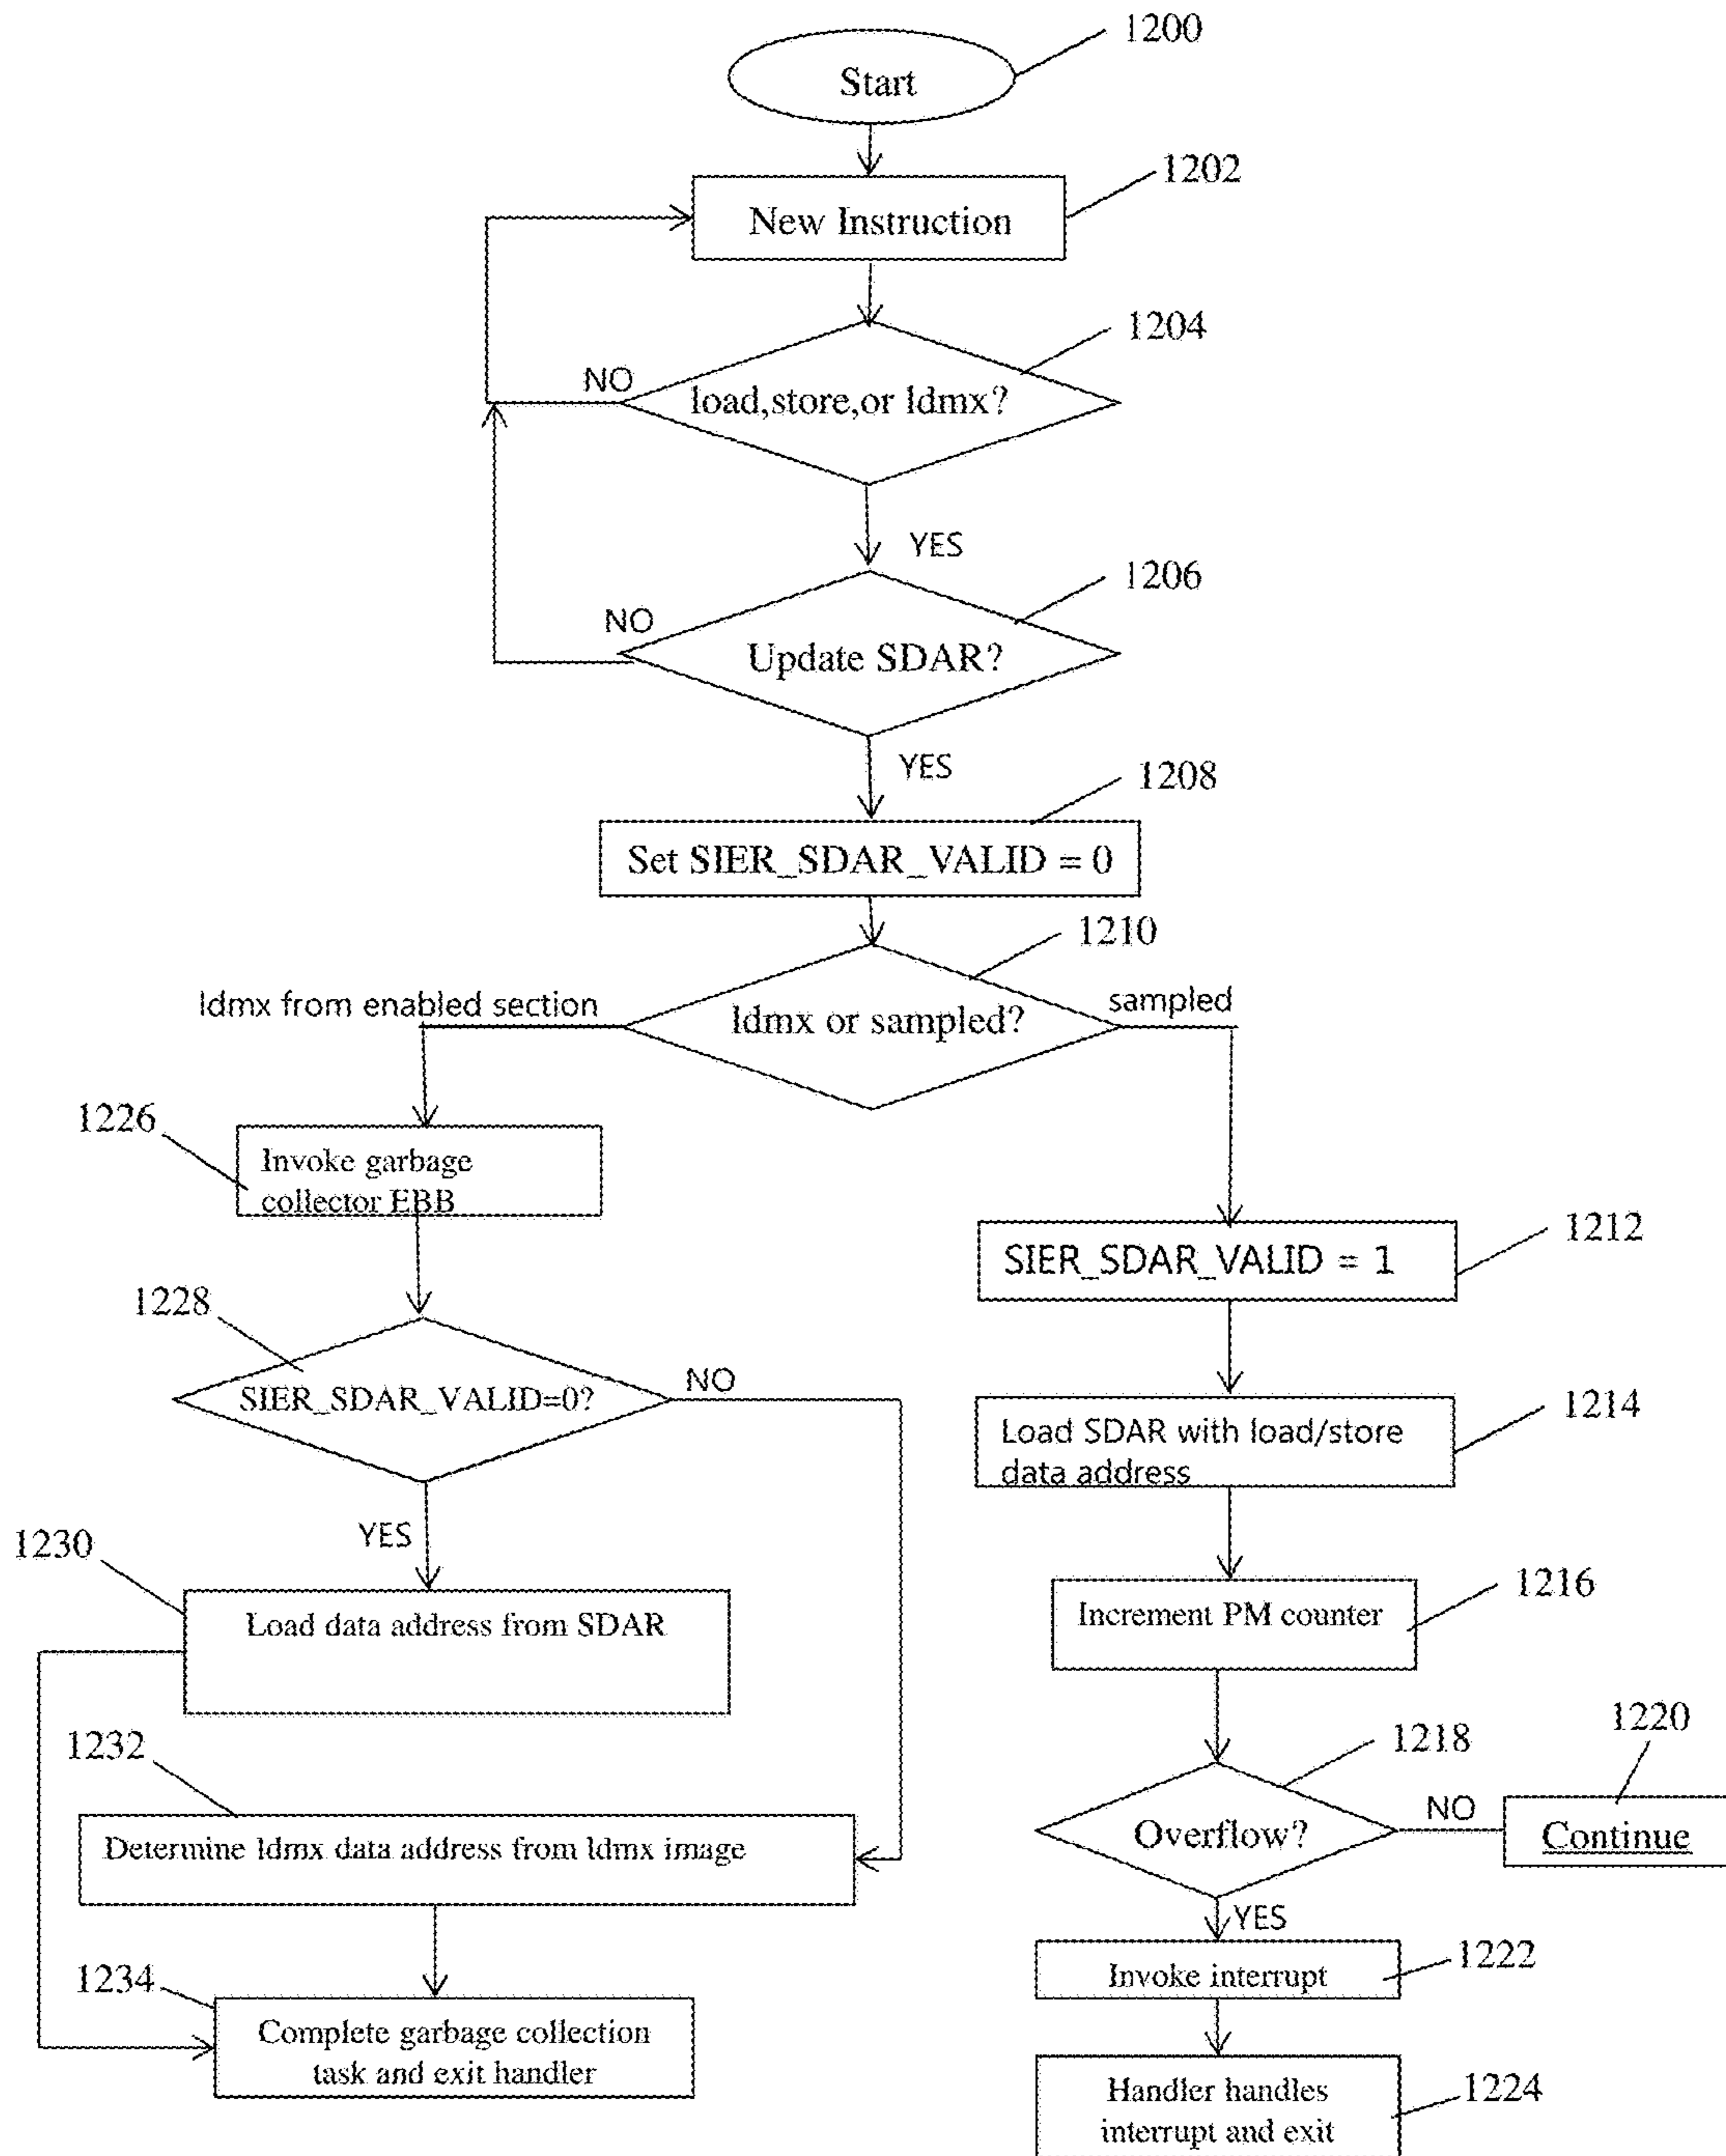 1200
Start
1202
New Instruction
1204
NO
load,store,or ldmx?
YES
1206
NO
Update SDAR?
YES
1208
Set SIER_SDAR_VALID = 0
1210
ldmx from enabled section
ldmx or sampled?
sampled
1226
Invoke garbage
collector EBB
1212
SIER_SDAR_VALID = 1
1228
SIER_SDAR_VALID=0?
NO
1214
Load SDAR with load/store
data address
YES
1230
Load data address from SDAR
1216
Increment PM counter
1232
Determine ldmx data address from ldmx image
1218
Overflow?
NO
1220
Continue
YES
1222
Invoke interrupt
1234
Complete garbage collection
task and exit handler
1224
Handler handles
interrupt and exit